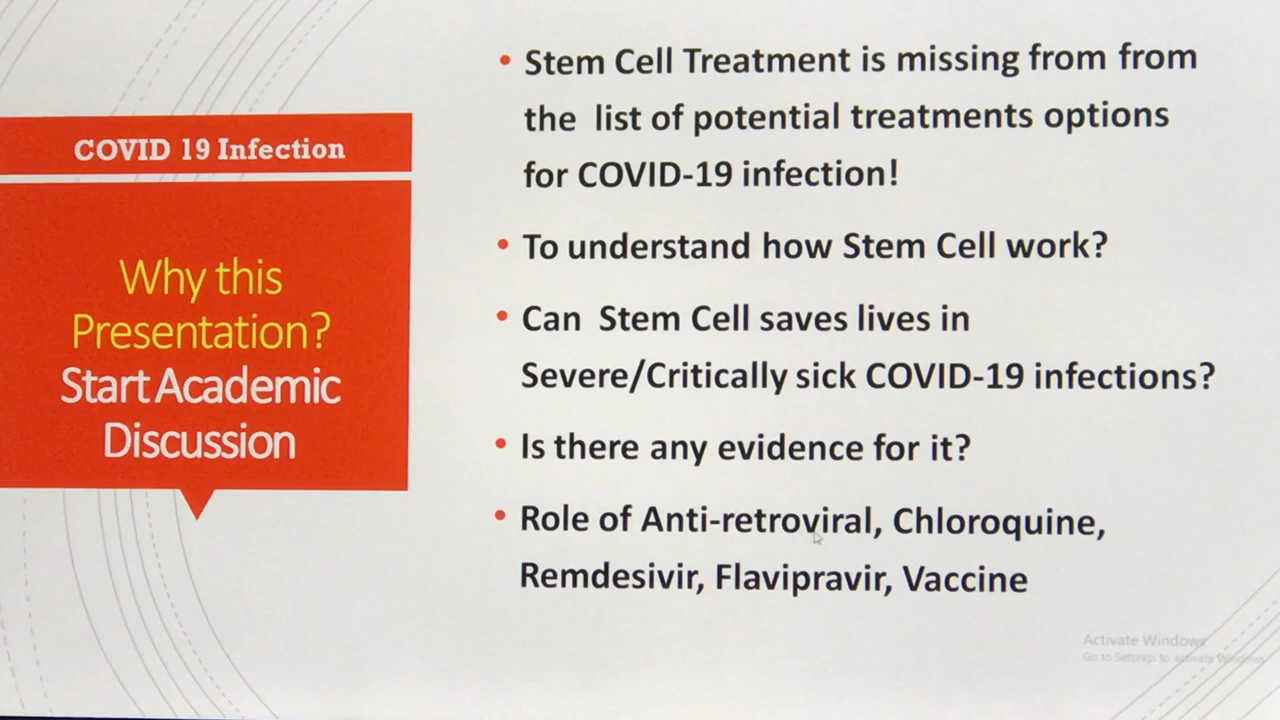 COVID 19 Infection
Why this
Presentation?
Start Academic
Discussion
• Stem Cell Treatment is missing from from
the list of potential treatments options
for COVID-19 infection!
• To understand how Stem Cell work?
• Can Stem Cell saves lives in
Severe/Critically sick COVID-19 infections?
• Is there any evidence for it?
• Role of Anti-retroviral, Chloroquine,
Remdesivir, Flavipravir, Vaccine
Activate Windows
Go to Settings to activate Windows.